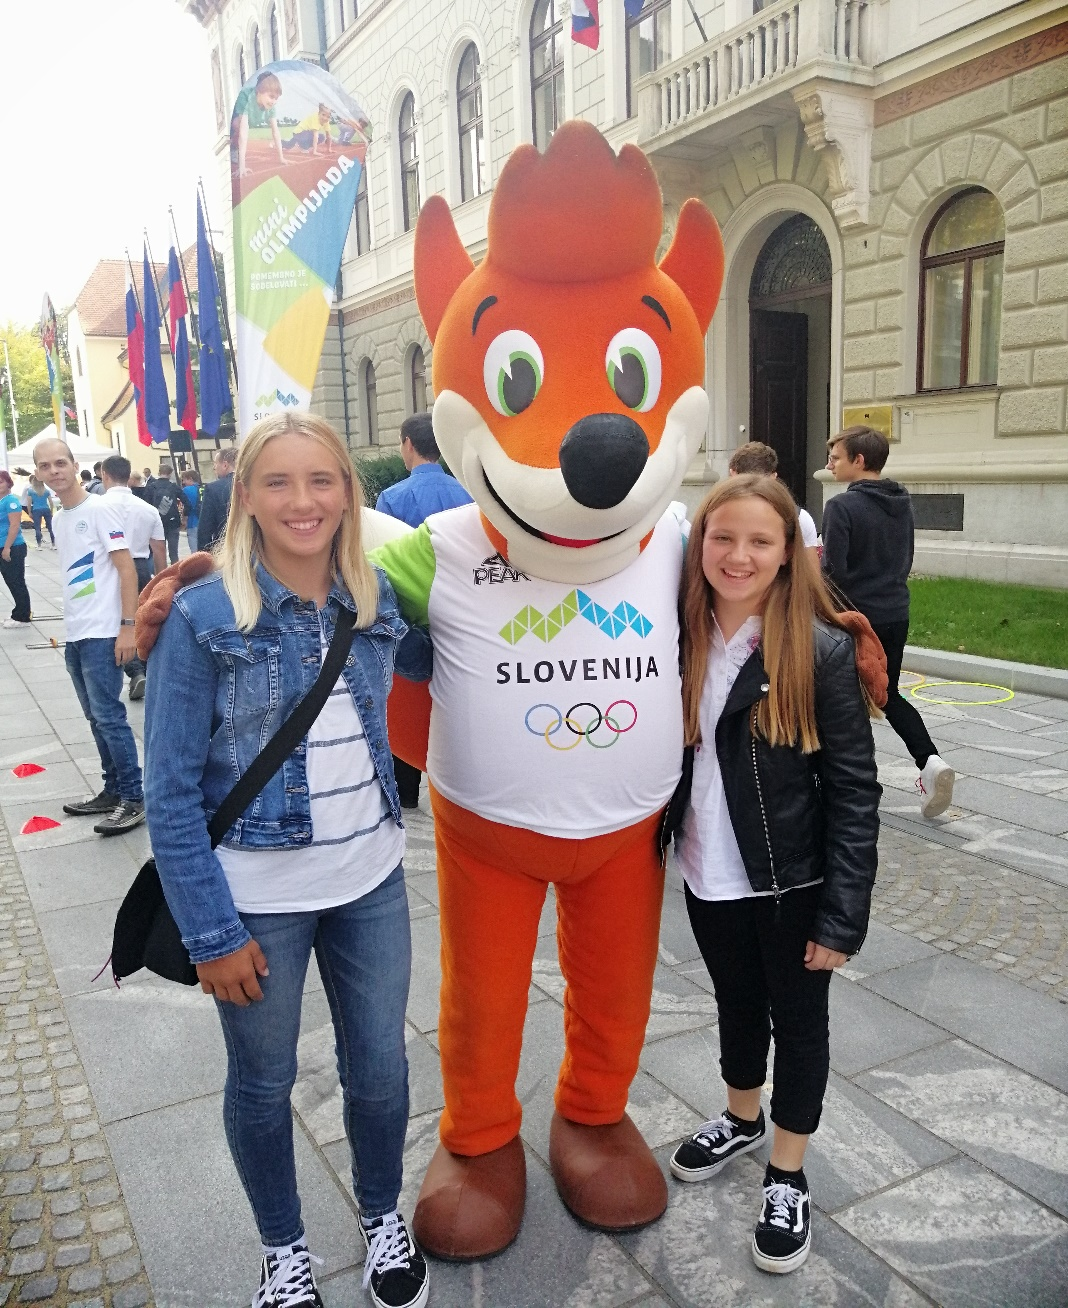 mini
OLIMPIJADA
POMEMBNO JE
SODELOVATI ...
PEAK
SLOVENIJA